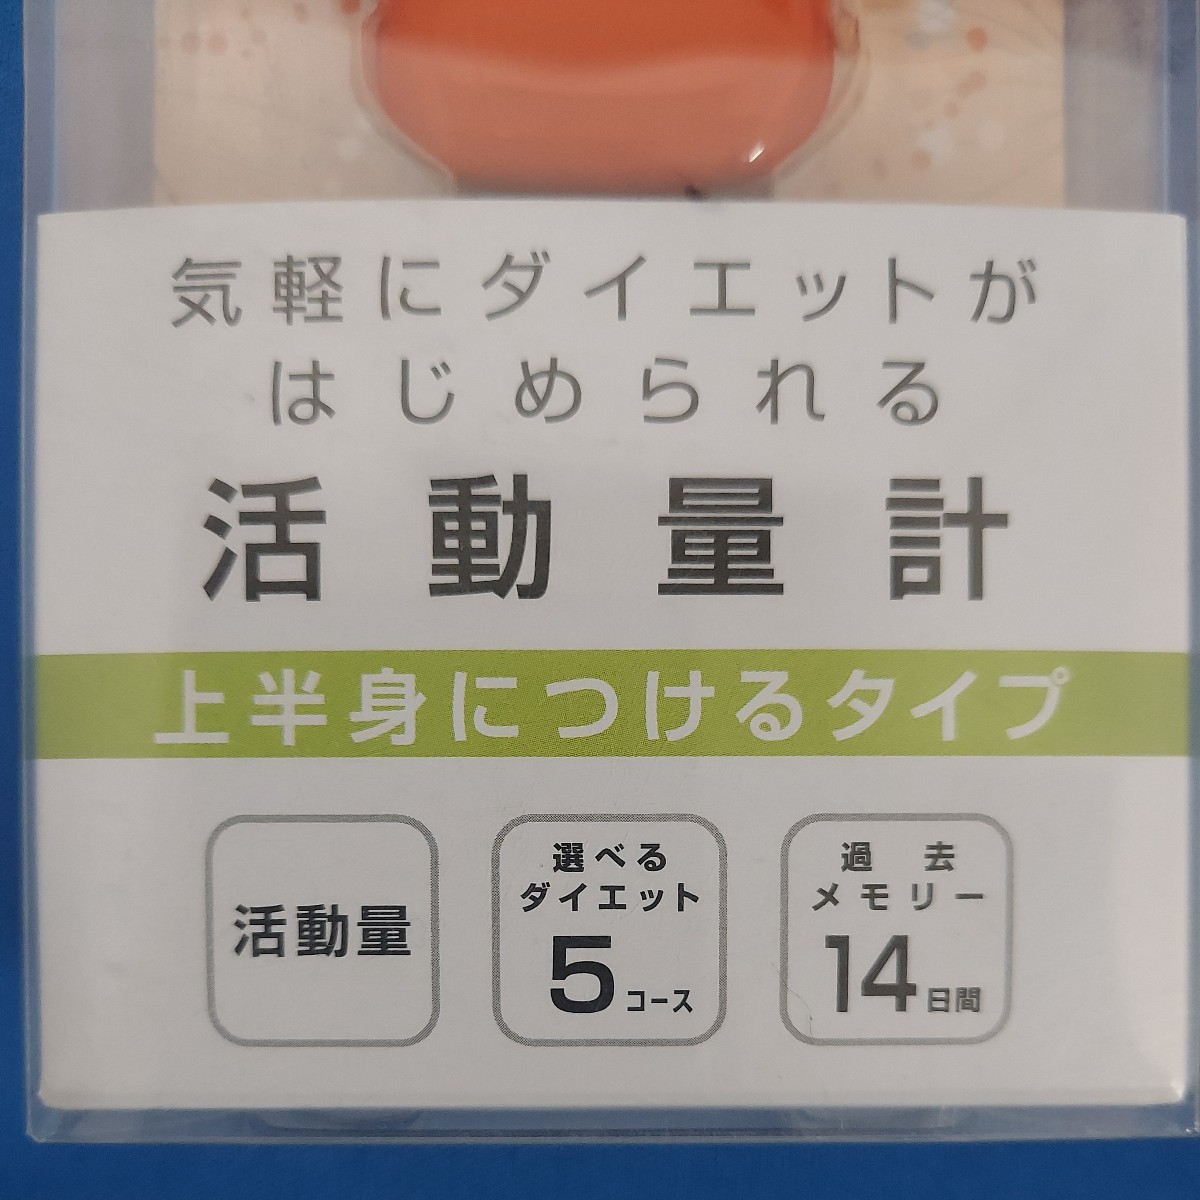 気軽にダイエットが
はじめられる
活動量計
上半身につけるタイプ
活動量
選べる
ダイエット
5コース
過去
メモリー
14日間